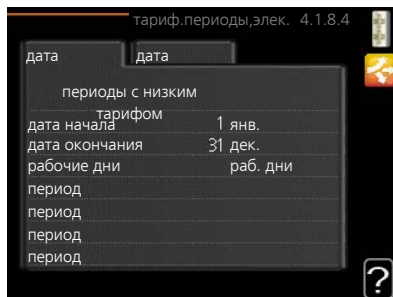 тариф.периоды,элек. 4.1.8.4
дата дата
периоды с низким
тарифом
дата начала 1 янв.
дата окончания 31 дек.
рабочие дни раб. дни
период
период
период
период
?